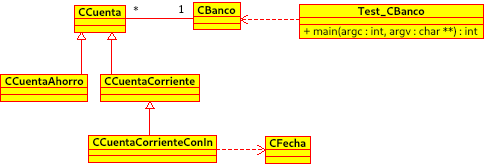 CCuenta
* 1
CBanco
Test_CBanco
+ main(argc : int, argv : char **) : int
CCuentaAhorro
CCuentaCorriente
CCuentaCorrienteConIn
CFecha